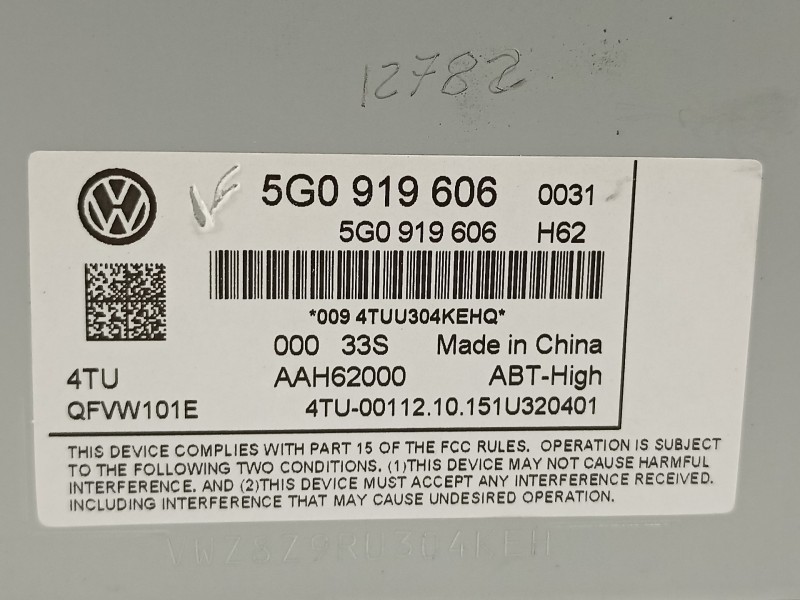 12782
5G0 919 606 0031
5G0 919 606 H62
*009 4TUU304KEHQ*
000 33S Made in China
4TU AAH62000 ABT-High
QFVW101E 4TU-00112.10.151U320401
THIS DEVICE COMPLIES WITH PART 15 OF THE FCC RULES. OPERATION IS SUBJECT
TO THE FOLLOWING TWO CONDITIONS. (1)THIS DEVICE MAY NOT CAUSE HARMFUL
INTERFERENCE. AND (2)THIS DEVICE MUST ACCEPT ANY INTERFERENCE RECEIVED.
INCLUDING INTERFERENCE THAT MAY CAUSE UNDESIRED OPERATION.